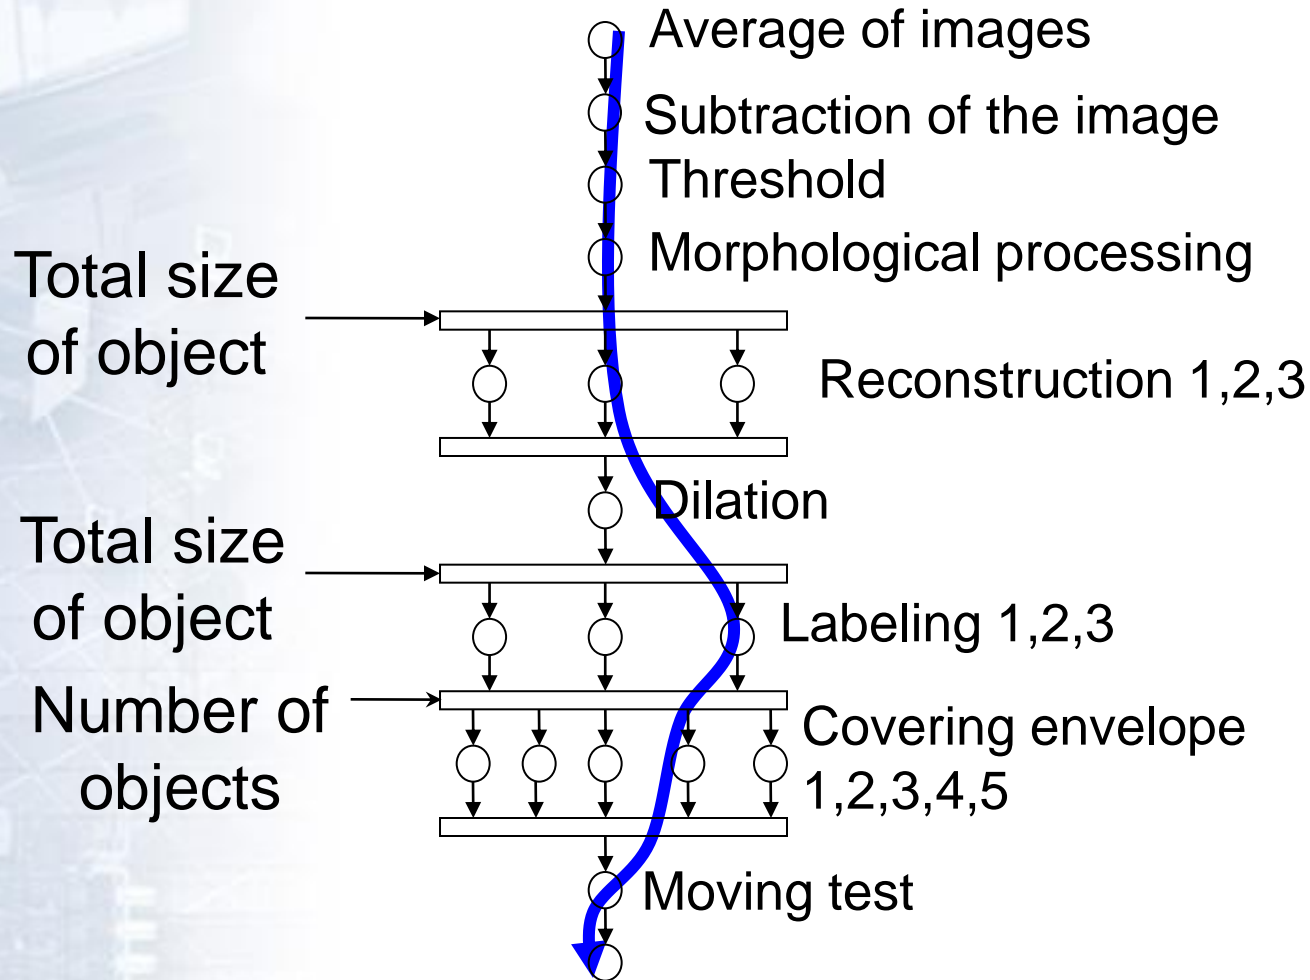 Average of images
Subtraction of the image
Threshold
Morphological processing
Total size
of object
Reconstruction 1,2,3
Dilation
Total size
of object
Labeling 1,2,3
Number of
objects
Covering envelope
1,2,3,4,5
Moving test